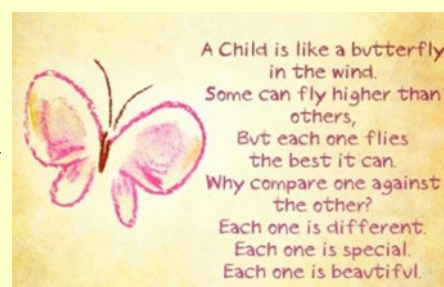 A Child is like a butterfly
in the wind.
Some can fly higher than
others,
But each one flies
the best it can.
Why compare one against
the other?
Each one is different.
Each one is special.
Each one is beautiful.